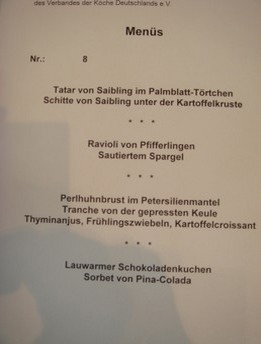 des Verbandes der Köche Deutschlands e.V.
Menüs
Nr.: 8
Tatar von Saibling im Palmblatt-Törtchen
Schitte von Saibling unter der Kartoffelkruste
* * *
Ravioli von Pfifferlingen
Sautiertem Spargel
* * *
Perlhuhnbrust im Petersilienmantel
Tranche von der gepressten Keule
Thyminanjus, Frühlingszwiebeln, Kartoffelcroissant
* * *
Lauwarmer Schokoladenkuchen
Sorbet von Pina-Colada